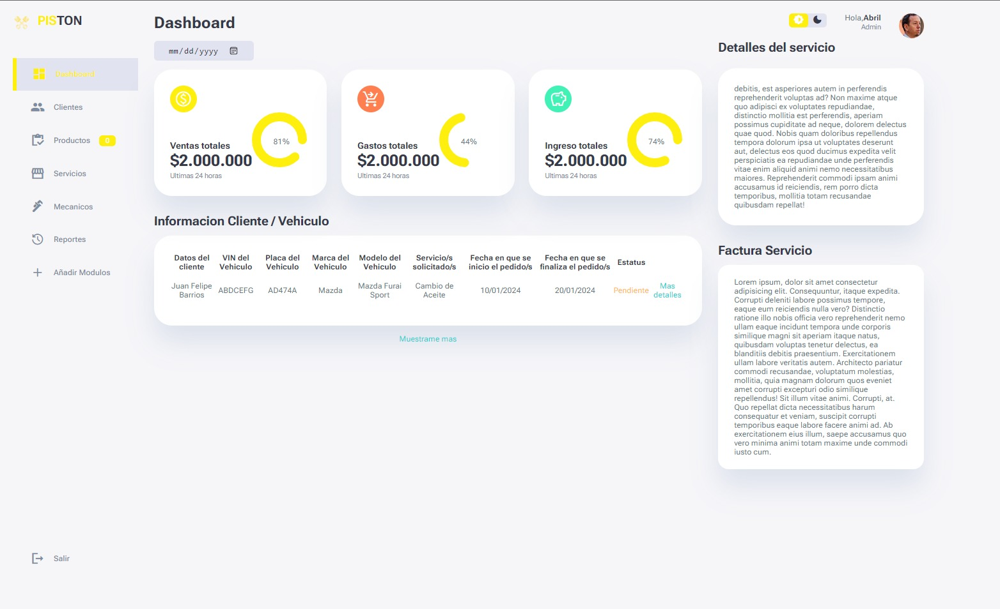 PISTON
Dashboard
Clientes
Productos 0
Servicios
Mecanicos
Reportes
Añadir Modulos
Salir
Dashboard
mm/dd/yyyy
Ventas totales
$2.000.000
Ultimas 24 horas
81%
Gastos totales
$2.000.000
Ultimas 24 horas
44%
Ingreso totales
$2.000.000
Ultimas 24 horas
74%
Informacion Cliente / Vehiculo
Datos del cliente VIN del Vehiculo Placa del Vehiculo Marca del Vehiculo Modelo del Vehiculo Servicio/s solicitado/s Fecha en que se inicio el pedido/s Fecha en que se finaliza el pedido/s Estatus
Juan Felipe Barrios ABDCEFG AD474A Mazda Mazda Furai Sport Cambio de Aceite 10/01/2024 20/01/2024 Pendiente Mas detalles
Muestrame mas
Hola,Abril
Admin
Detalles del servicio
debitis, est asperiores autem in perferendis
reprehenderit voluptas ad? Non maxime atque
quo adipisci ex voluptates repudiandae,
distinctio mollitia est perferendis, aperiam
possimus cupiditate ad neque, dolorem delectus
quae quod. Nobis quam doloribus repellendus
tempora dolorum ipsa ut voluptates deserunt
aut, delectus eos quod ducimus expedita velit
perspiciatis ea repudiandae unde perferendis
vitae enim aliquid animi nemo necessitatibus
maiores. Reprehenderit commodi ipsam animi
accusamus id reiciendis, rem porro dicta
temporibus, mollitia totam recusandae
quibusdam repellat!
Factura Servicio
Lorem ipsum, dolor sit amet consectetur
adipisicing elit. Consequuntur, itaque expedita.
Corrupti deleniti labore possimus tempore,
eaque eum reiciendis nulla vero? Distinctio
ratione illo nobis officia vero reprehenderit nemo
ullam eaque incidunt tempora unde corporis
similique magni sit aperiam itaque natus,
quibusdam voluptas tenetur delectus, ea
blanditiis debitis praesentium. Exercitationem
ullam labore veritatis autem. Architecto pariatur
commodi recusandae, voluptatum molestias,
mollitia, quia magnam dolorum quos eveniet
amet corrupti excepturi odio similique
repellendus! Sit illum vitae animi. Corrupti, at.
Quo repellat dicta necessitatibus harum
consequatur et veniam, suscipit corrupti
temporibus eaque labore facere animi ad. Ab
exercitationem eius illum, saepe accusamus quo
vero minima animi totam maxime unde commodi
iusto cum.